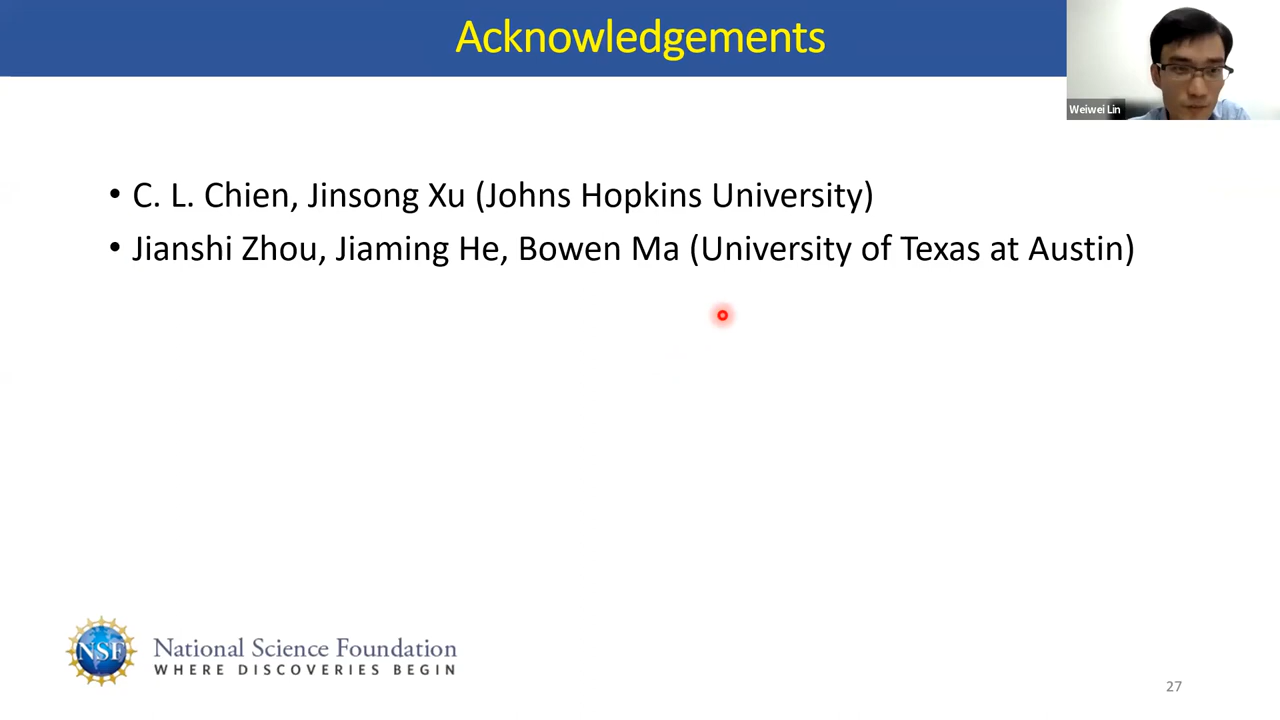 Acknowledgements
Weiwei Lin
• C. L. Chien, Jinsong Xu (Johns Hopkins University)
• Jianshi Zhou, Jiaming He, Bowen Ma (University of Texas at Austin)
NSF
National Science Foundation
WHERE DISCOVERIES BEGIN
27